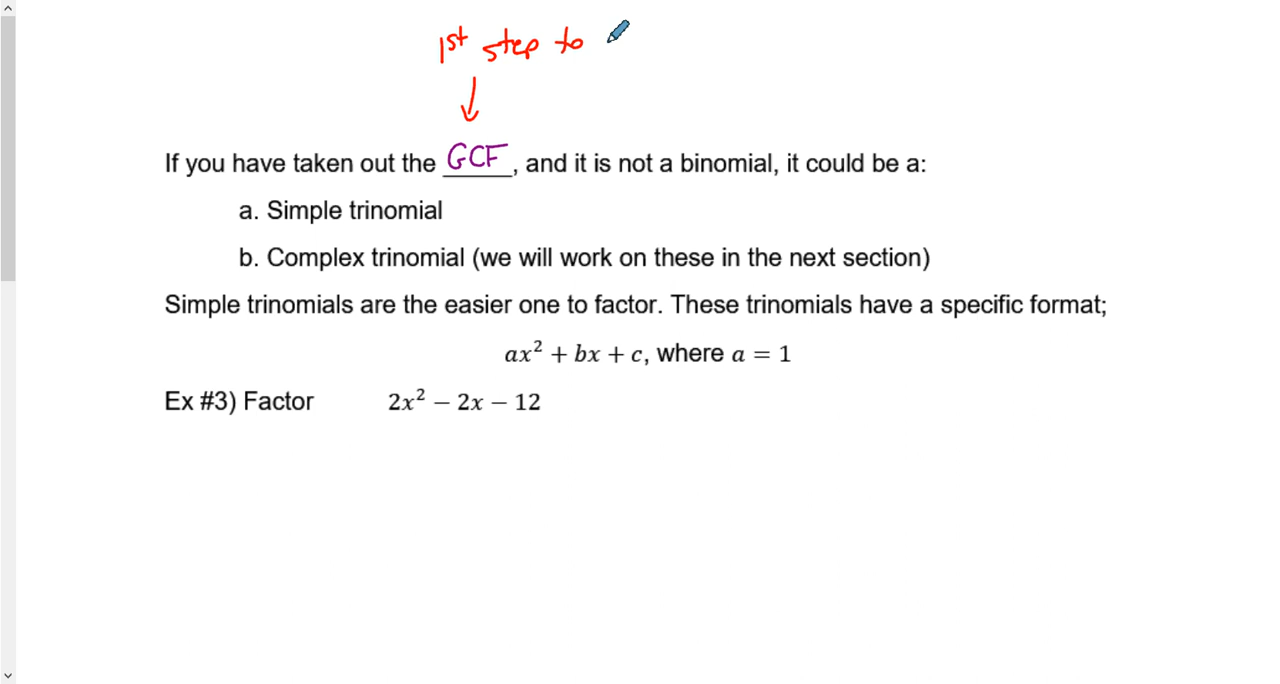 1st step to
If you have taken out the GCF, and it is not a binomial, it could be a:
a. Simple trinomial
b. Complex trinomial (we will work on these in the next section)
Simple trinomials are the easier one to factor. These trinomials have a specific format;
ax² + bx + c, where a = 1
Ex #3) Factor 2x² − 2x − 12